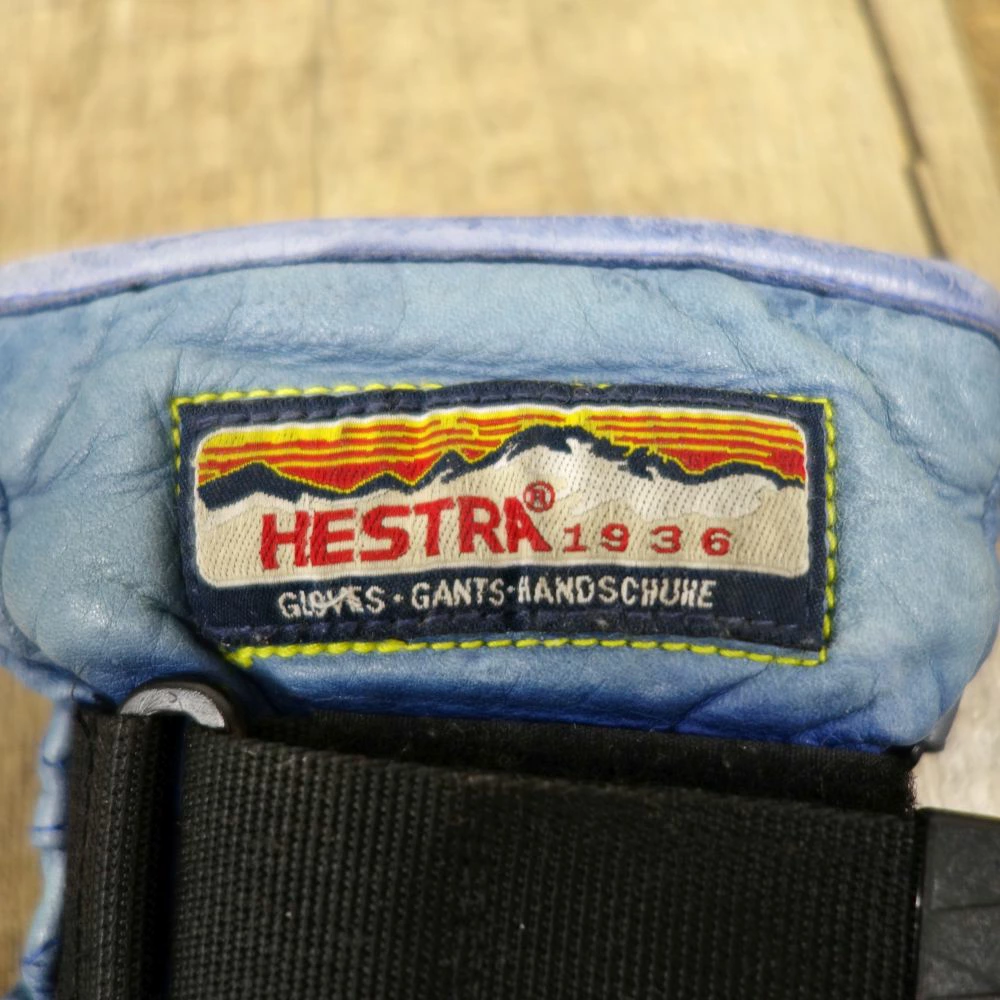 HESTRA® 1936
GLOVES · GANTS · HANDSCHUHE